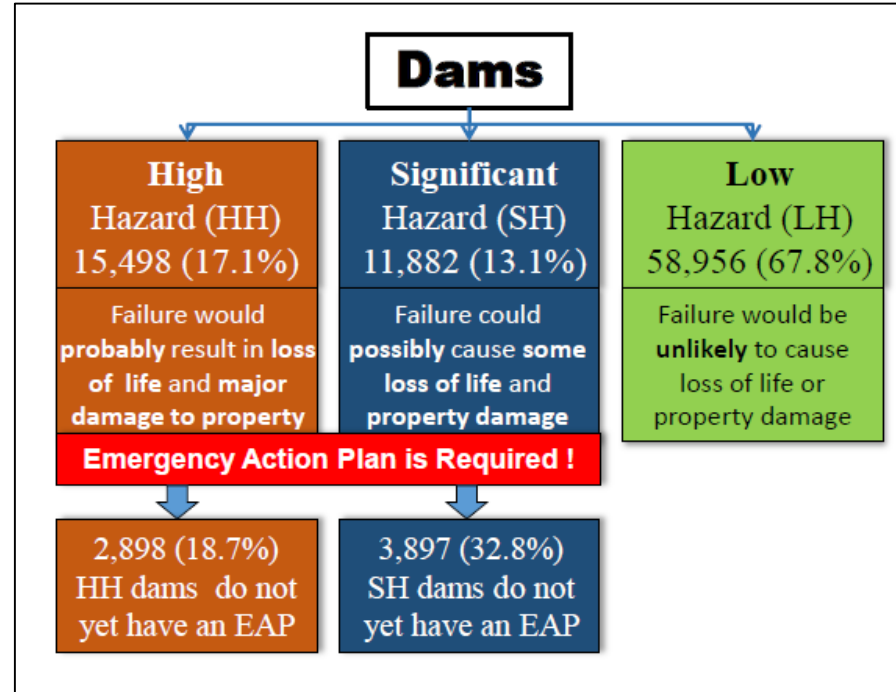 Dams
High
Hazard (HH)
15,498 (17.1%)
Failure would
probably result in loss
of life and major
damage to property
Significant
Hazard (SH)
11,882 (13.1%)
Failure could
possibly cause some
loss of life and
property damage
Low
Hazard (LH)
58,956 (67.8%)
Failure would be
unlikely to cause
loss of life or
property damage
Emergency Action Plan is Required !
2,898 (18.7%)
HH dams do not
yet have an EAP
3,897 (32.8%)
SH dams do not
yet have an EAP